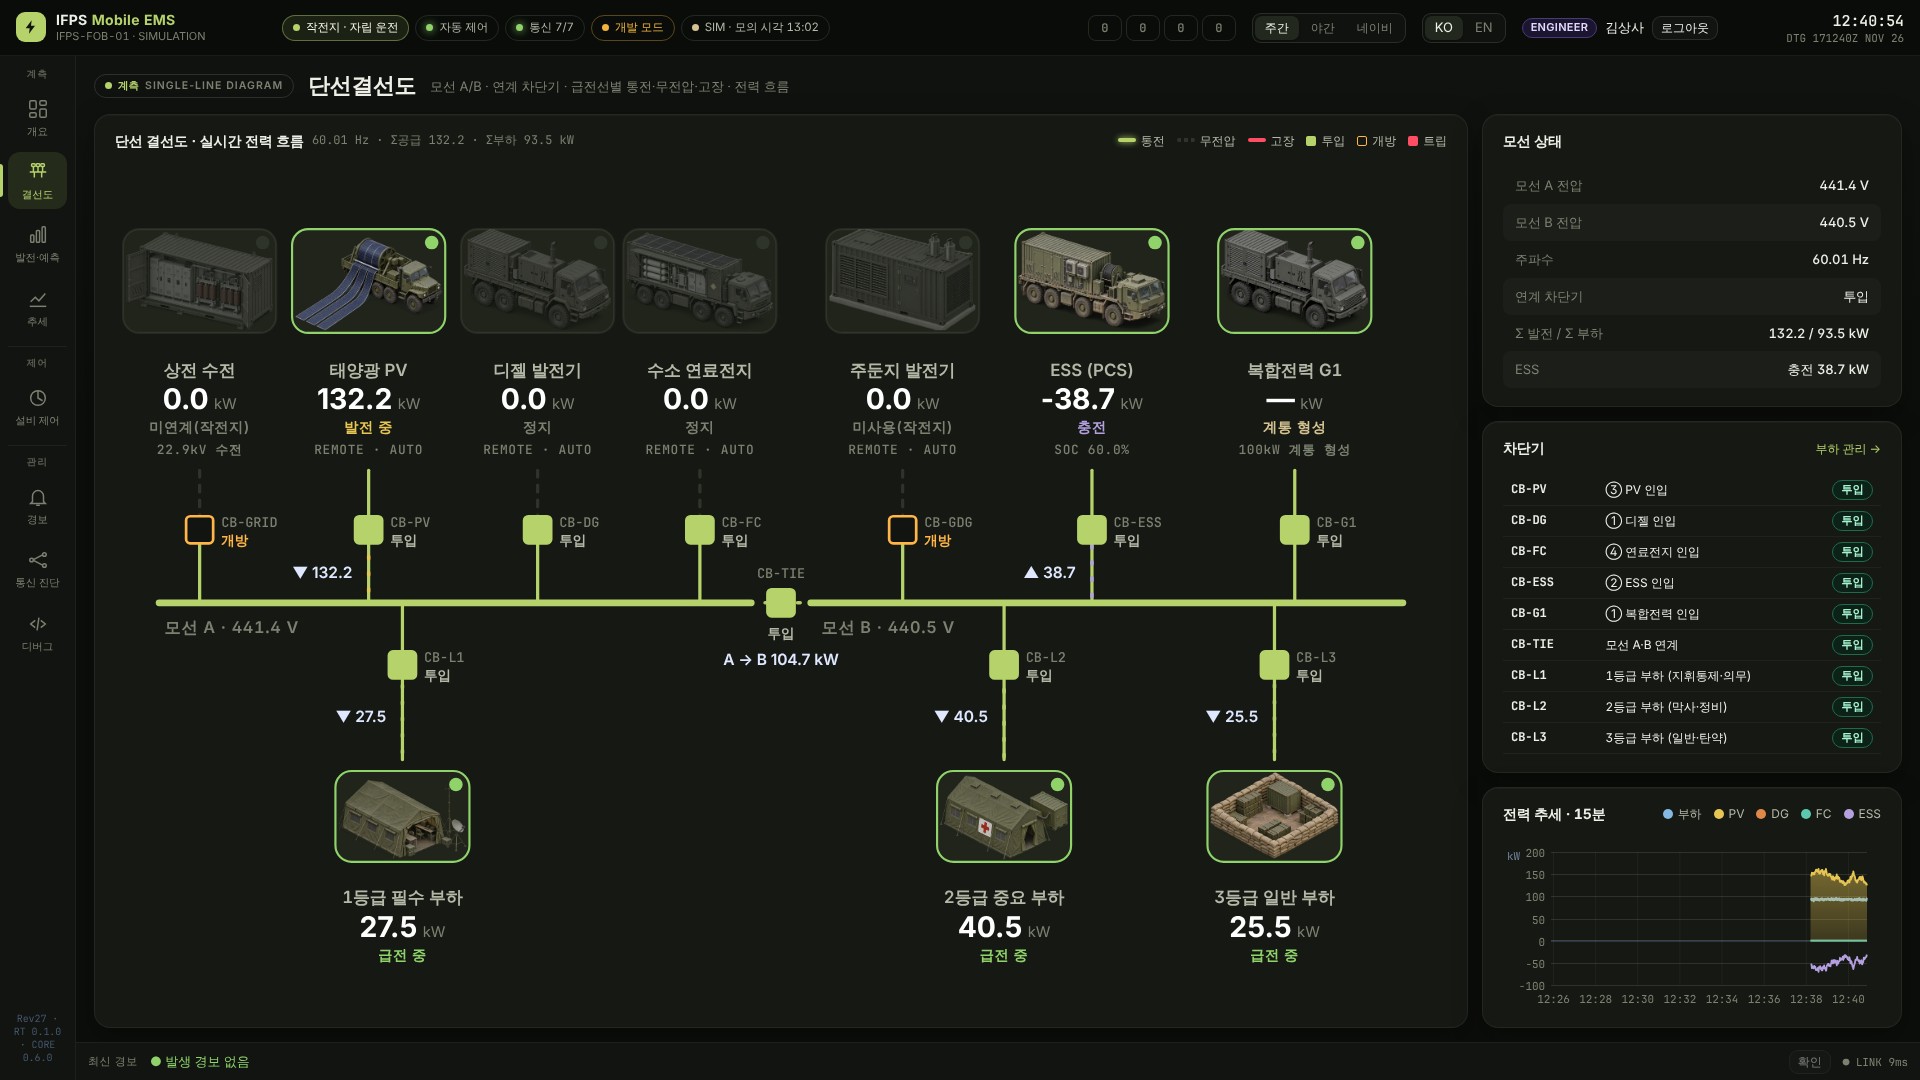 IFPS Mobile EMS
IFPS-FOB-01 · SIMULATION
작전지 · 자립 운전
자동 제어
통신 7/7
개발 모드
SIM · 모의 시각 13:02
0 0 0 0
주간 야간 네이비
KO EN
ENGINEER 김상사 로그아웃
12:40:54
DTG 171240Z NOV 26
계측
개요
결선도
발전·예측
추세
제어
설비 제어
관리
경보
통신 진단
디버그
Rev27 ·
RT 0.1.0
· CORE
0.6.0
계측 SINGLE-LINE DIAGRAM
단선결선도
모선 A/B · 연계 차단기 · 급전선별 통전·무전압·고장 · 전력 흐름
단선 결선도 · 실시간 전력 흐름 60.01 Hz · Σ공급 132.2 · Σ부하 93.5 kW
통전 무전압 고장 투입 개방 트립
상전 수전
0.0 kW
미연계(작전지)
22.9kV 수전
태양광 PV
132.2 kW
발전 중
REMOTE · AUTO
디젤 발전기
0.0 kW
정지
REMOTE · AUTO
수소 연료전지
0.0 kW
정지
REMOTE · AUTO
주둔지 발전기
0.0 kW
미사용(작전지)
REMOTE · AUTO
ESS (PCS)
-38.7 kW
충전
SOC 60.0%
복합전력 G1
— kW
계통 형성
100kW 계통 형성
CB-GRID
개방
CB-PV
투입
CB-DG
투입
CB-FC
투입
CB-GDG
개방
CB-ESS
투입
CB-G1
투입
▼ 132.2
▲ 38.7
CB-TIE
투입
A → B 104.7 kW
모선 A · 441.4 V
모선 B · 440.5 V
CB-L1
투입
CB-L2
투입
CB-L3
투입
▼ 27.5
▼ 40.5
▼ 25.5
1등급 필수 부하
27.5 kW
급전 중
2등급 중요 부하
40.5 kW
급전 중
3등급 일반 부하
25.5 kW
급전 중
모선 상태
모선 A 전압 441.4 V
모선 B 전압 440.5 V
주파수 60.01 Hz
연계 차단기 투입
Σ 발전 / Σ 부하 132.2 / 93.5 kW
ESS 충전 38.7 kW
차단기 부하 관리 →
CB-PV ③ PV 인입 투입
CB-DG ① 디젤 인입 투입
CB-FC ④ 연료전지 인입 투입
CB-ESS ② ESS 인입 투입
CB-G1 ① 복합전력 인입 투입
CB-TIE 모선 A·B 연계 투입
CB-L1 1등급 부하 (지휘통제·의무) 투입
CB-L2 2등급 부하 (막사·정비) 투입
CB-L3 3등급 부하 (일반·탄약) 투입
전력 추세 · 15분
부하 PV DG FC ESS
kW 200
150
100
50
0
-50
-100
12:26 12:28 12:30 12:32 12:34 12:36 12:38 12:40
최신 경보 발생 경보 없음
확인 LINK 9ms